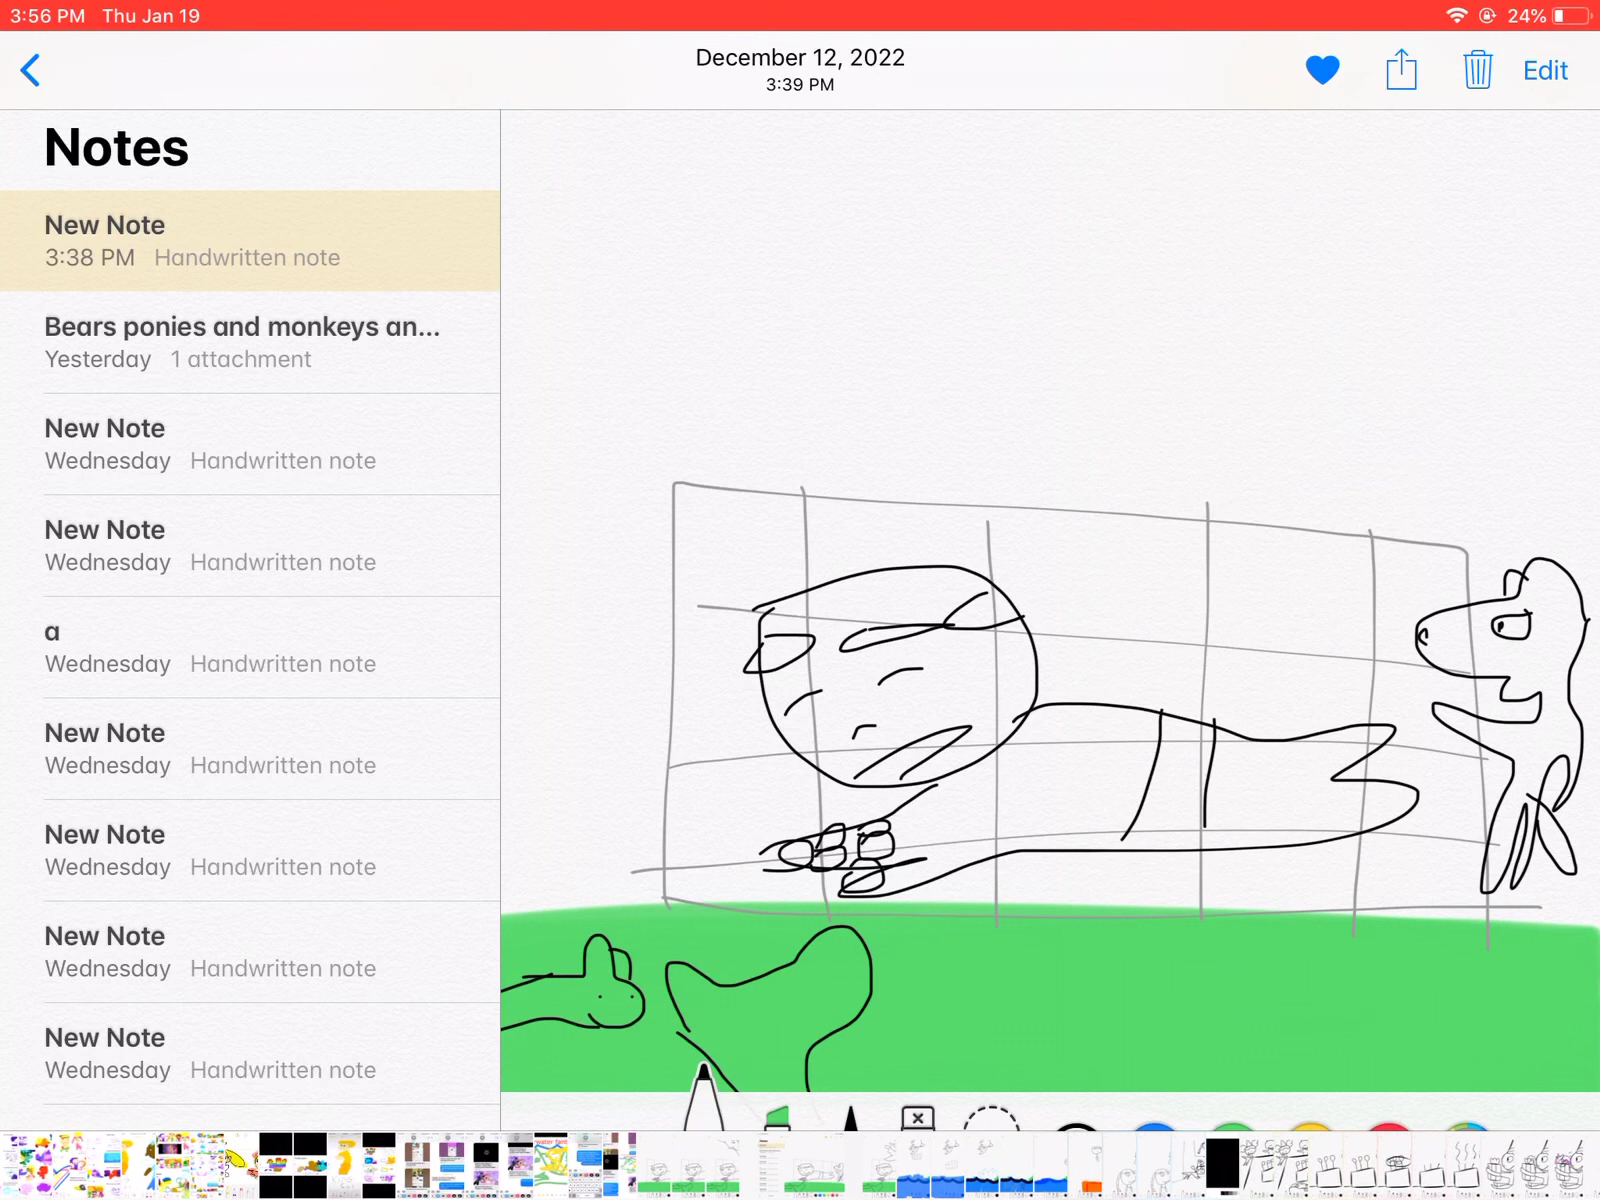 3:56 PM Thu Jan 19 24%
December 12, 2022
3:39 PM
Edit
Notes
New Note
3:38 PM Handwritten note
Bears ponies and monkeys an...
Yesterday 1 attachment
New Note
Wednesday Handwritten note
New Note
Wednesday Handwritten note
a
Wednesday Handwritten note
New Note
Wednesday Handwritten note
New Note
Wednesday Handwritten note
New Note
Wednesday Handwritten note
New Note
Wednesday Handwritten note